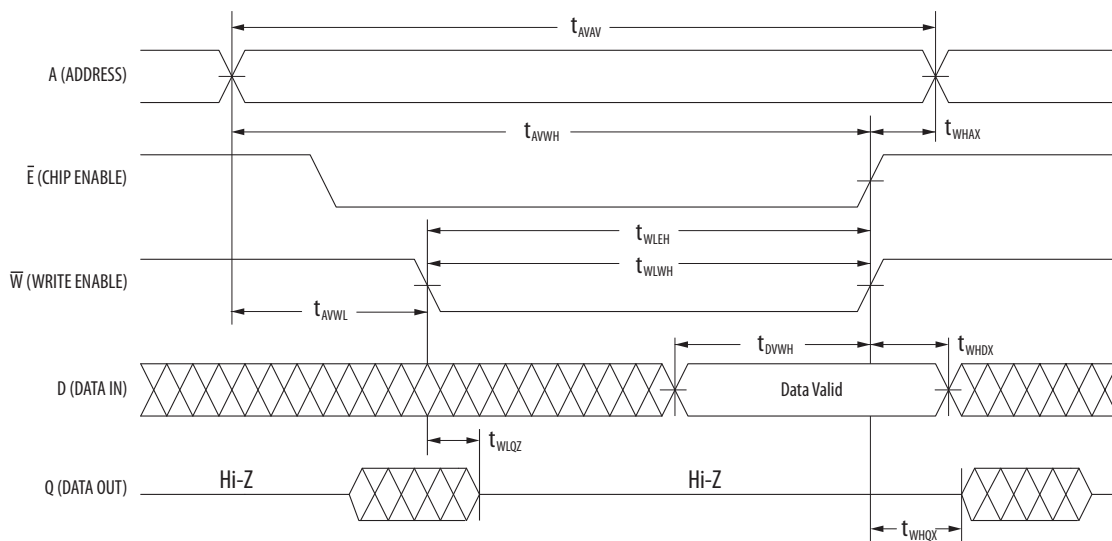 tAVAV
A (ADDRESS)
tAVWH
tWHAX
E̅ (CHIP ENABLE)
tWLEH
W̅ (WRITE ENABLE)
tWLWH
tAVWL
tDVWH
tWHDX
D (DATA IN)
Data Valid
tWLQZ
Q (DATA OUT)
Hi-Z
Hi-Z
tWHQX